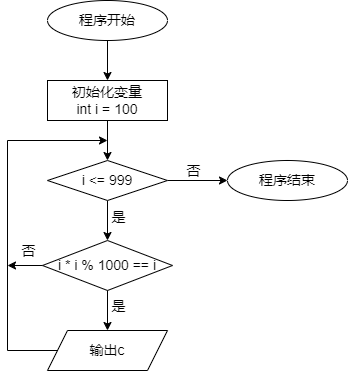 程序开始
初始化变量
int i = 100
i <= 999
否
程序结束
是
否
i * i % 1000 == i
是
输出c